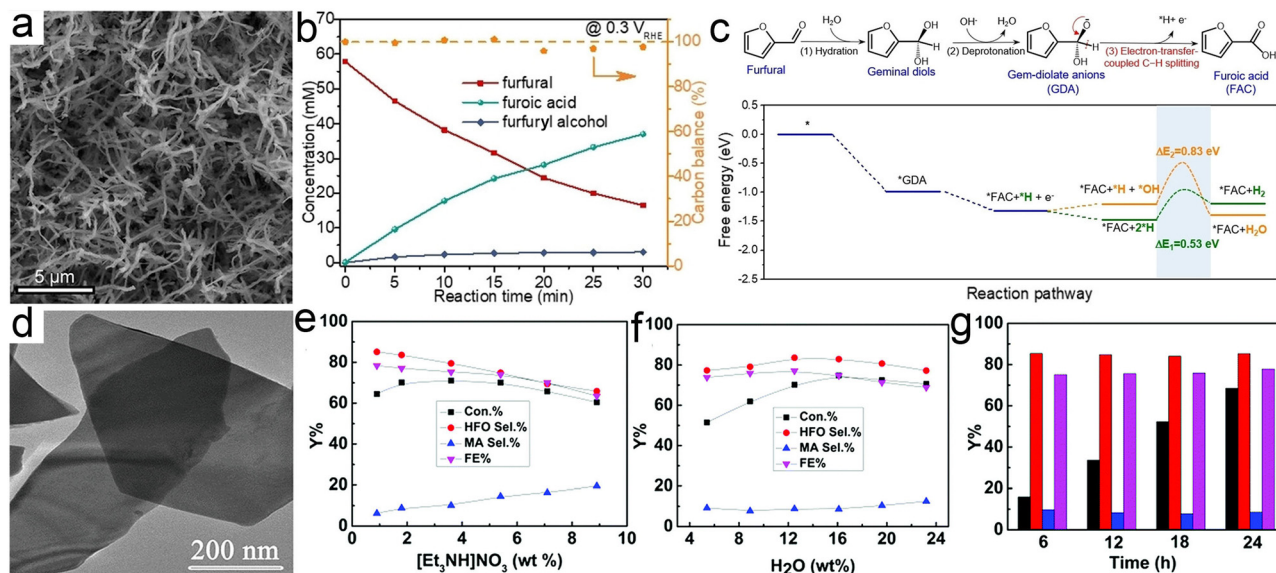 a
5 µm
b
@ 0.3 V_RHE
furfural
furoic acid
furfuryl alcohol
Concentration (mM)
70
60
50
40
30
20
10
0
Carbon balance (%)
120
100
80
60
40
20
0
0 5 10 15 20 25 30
Reaction time (min)
c
Furfural
H₂O
(1) Hydration
OH
H
OH
Geminal diols
OH⁻ H₂O
(2) Deprotonation
H
OH
Gem-diolate anions
(GDA)
*H+ e⁻
(3) Electron-transfer-
coupled C−H splitting
O
OH
Furoic acid
(FAC)
Free energy (eV)
0.5
0.0
-0.5
-1.0
-1.5
-2.0
-2.5
*
*GDA
*FAC+*H + e⁻
*FAC+*H + *OH
*FAC+2*H
ΔE₂=0.83 eV
ΔE₁=0.53 eV
*FAC+H₂
*FAC+H₂O
Reaction pathway
d
200 nm
e
Y%
100
80
60
40
20
0
Con.%
HFO Sel.%
MA Sel.%
FE%
0 2 4 6 8 10
[Et₃NH]NO₃ (wt %)
f
Y%
100
80
60
40
20
0
Con.%
HFO Sel.%
MA Sel.%
FE%
4 8 12 16 20 24
H₂O (wt%)
g
Y%
100
80
60
40
20
0
6 12 18 24
Time (h)